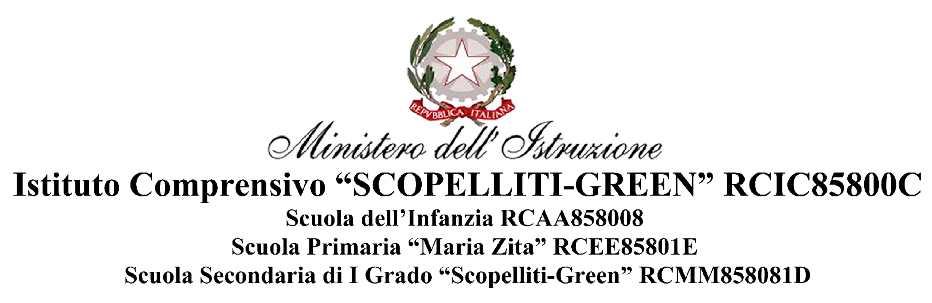 REPVBBLICA ITALIANA
Ministero dell' Istruzione
Istituto Comprensivo “SCOPELLITI-GREEN” RCIC85800C
Scuola dell’Infanzia RCAA858008
Scuola Primaria “Maria Zita” RCEE85801E
Scuola Secondaria di I Grado “Scopelliti-Green” RCMM858081D